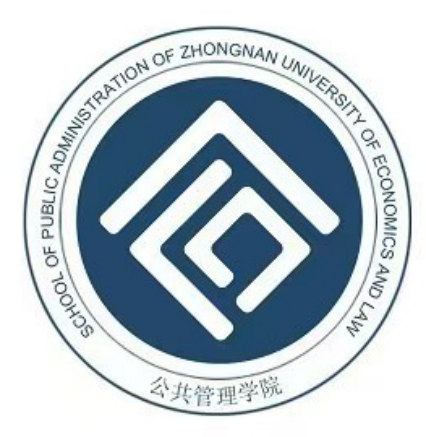 SCHOOL OF PUBLIC ADMINISTRATION OF ZHONGNAN UNIVERSITY OF ECONOMICS AND LAW
公共管理学院